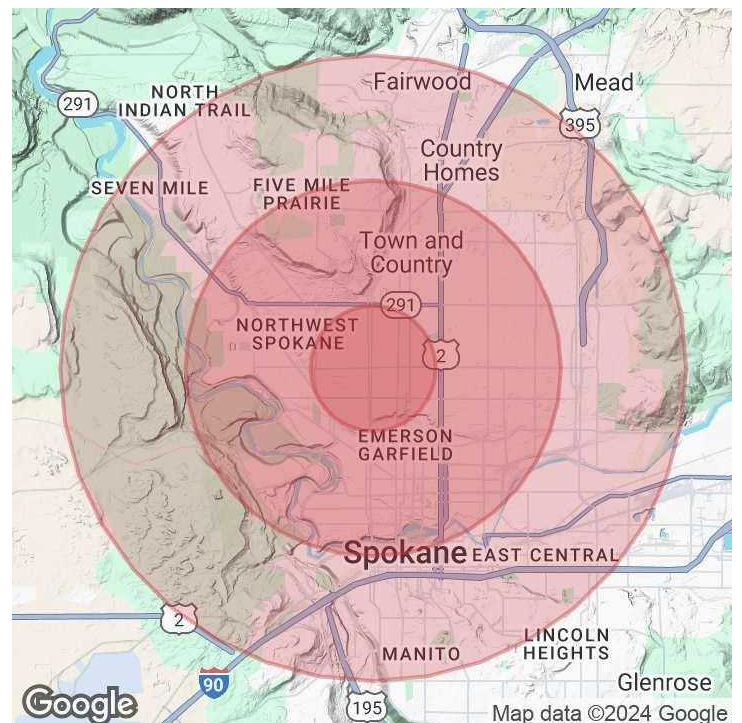 Fairwood
Mead
NORTH
INDIAN TRAIL
291
395
Country
Homes
SEVEN MILE
FIVE MILE
PRAIRIE
Town and
Country
291
NORTHWEST
SPOKANE
2
EMERSON
GARFIELD
Spokane
EAST CENTRAL
2
LINCOLN
HEIGHTS
MANITO
90
Glenrose
195
Google
Map data ©2024 Google